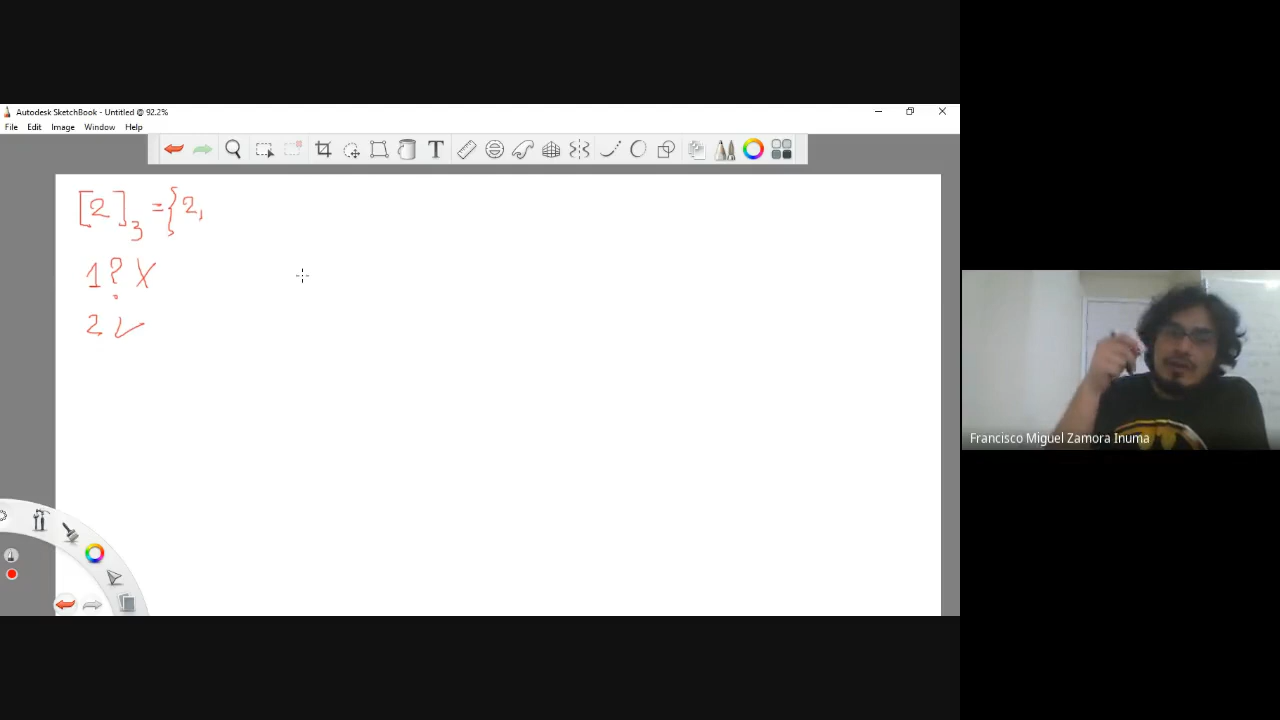 Autodesk SketchBook - Untitled @ 92.2%
File Edit Image Window Help
T
[2]₃ = {2,
1 ? X
2 ✓
Francisco Miguel Zamora Inuma